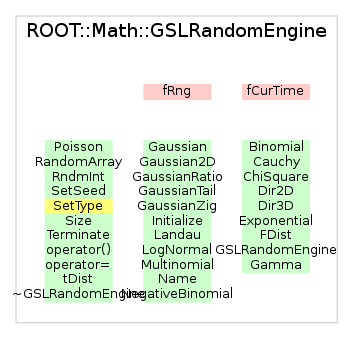 ROOT::Math::GSLRandomEngine
fRng
fCurTime
Poisson
RandomArray
RndmInt
SetSeed
SetType
Size
Terminate
operator()
operator=
tDist
~GSLRandomEngine
Gaussian
Gaussian2D
GaussianRatio
GaussianTail
GaussianZig
Initialize
Landau
LogNormal
Multinomial
Name
NegativeBinomial
Binomial
Cauchy
ChiSquare
Dir2D
Dir3D
Exponential
FDist
GSLRandomEngine
Gamma